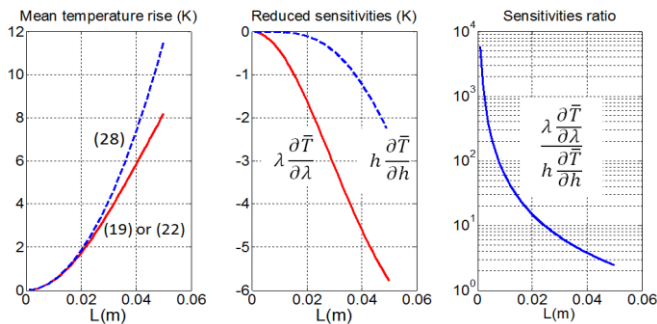 Mean temperature rise (K)
12
10
8
6
4
2
0
0 0.02 0.04 0.06
L(m)
(28)
(19) or (22)
Reduced sensitivities (K)
0
-1
-2
-3
-4
-5
-6
0 0.02 0.04 0.06
L(m)
λ ∂T̅/∂λ
h ∂T̅/∂h
Sensitivities ratio
10⁴
10³
10²
10¹
10⁰
0 0.02 0.04 0.06
L(m)
λ ∂T̅/∂λ
h ∂T̅/∂h